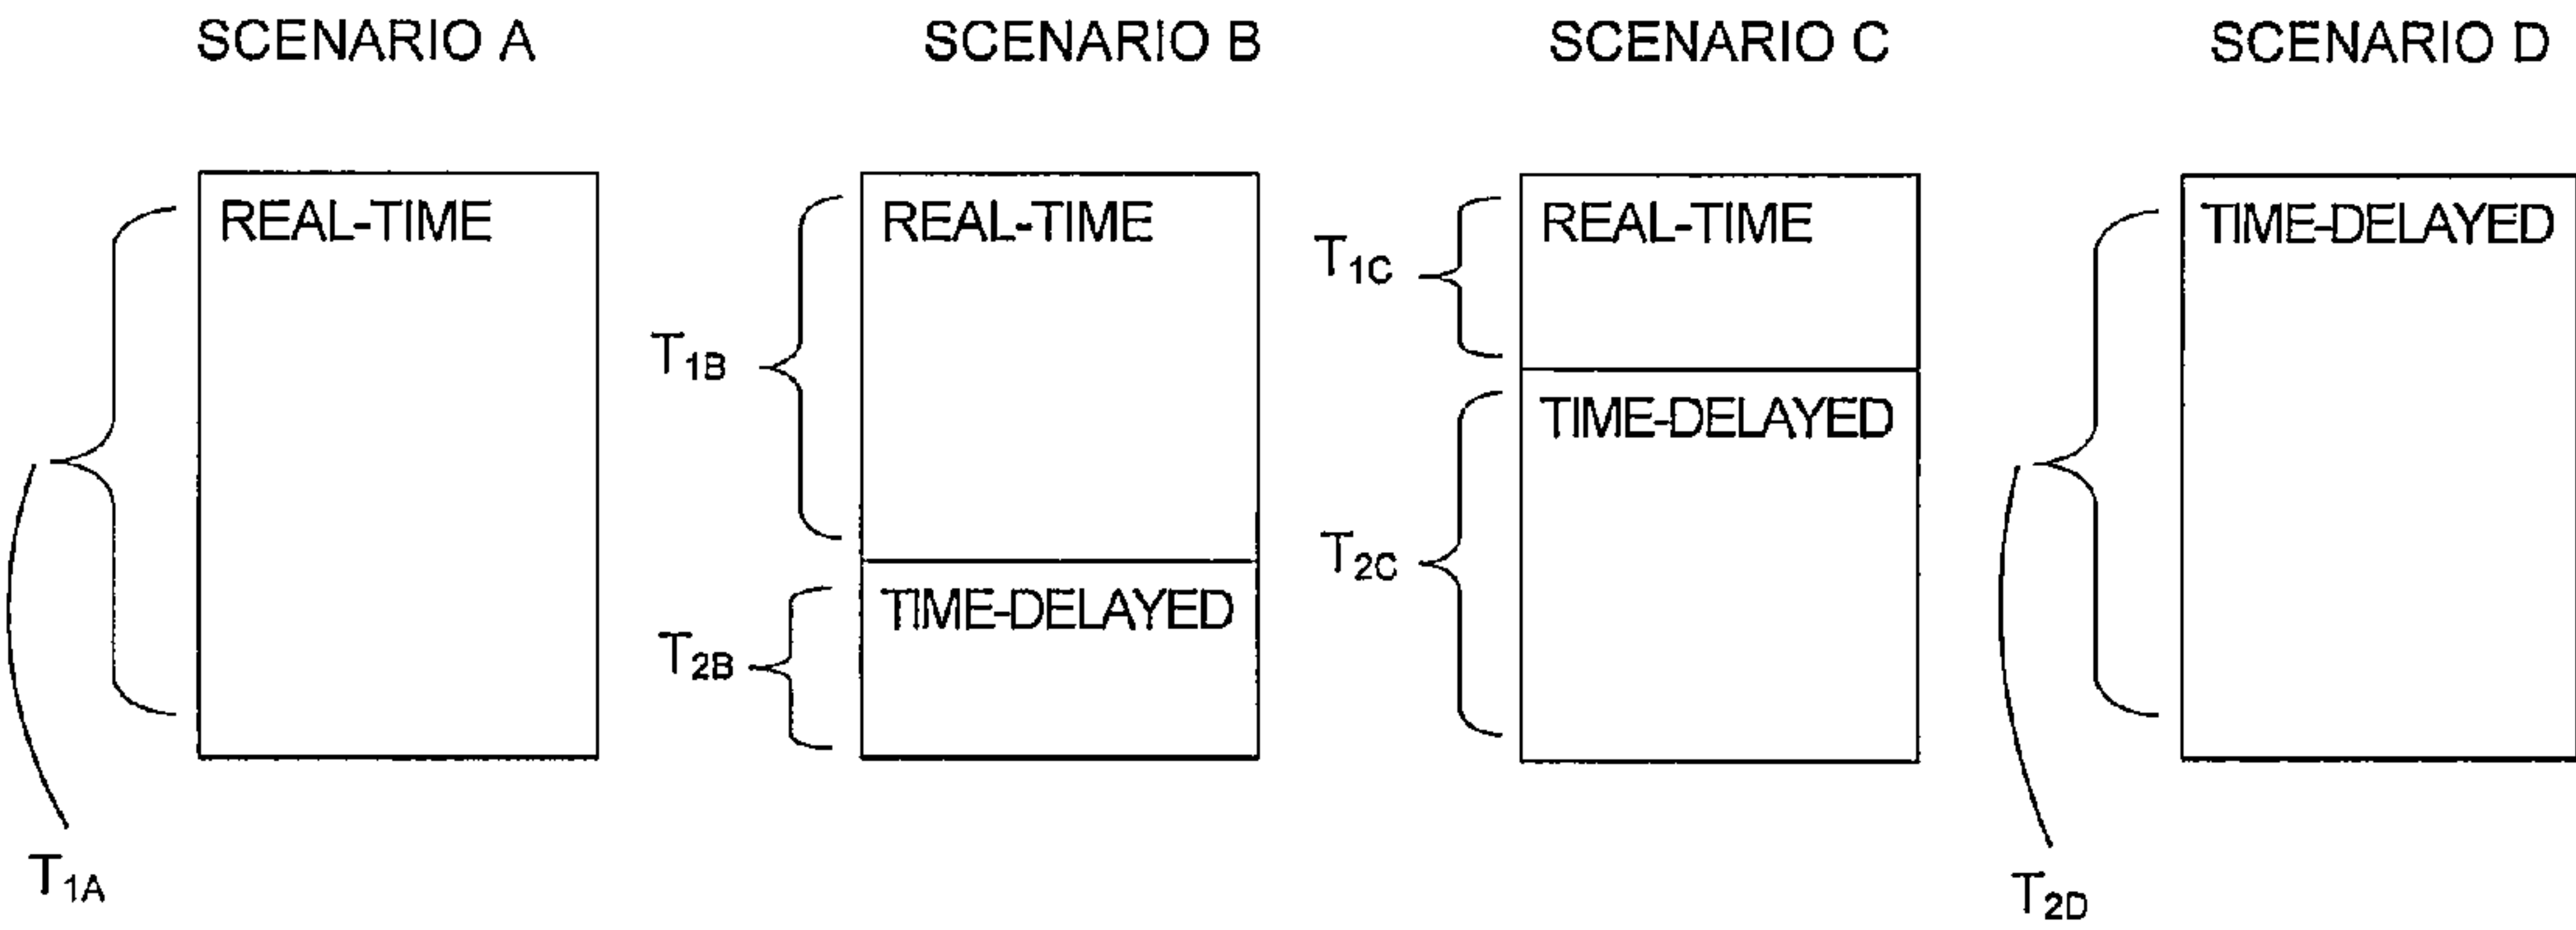 SCENARIO A SCENARIO B SCENARIO C SCENARIO D
REAL-TIME REAL-TIME REAL-TIME TIME-DELAYED
T1C
T1B
TIME-DELAYED
T2C
TIME-DELAYED
T2B
T1A
T2D